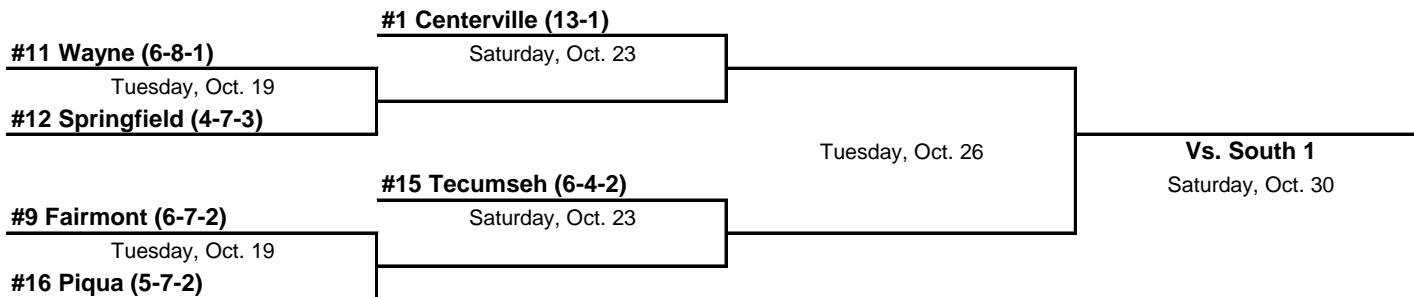 #1 Centerville (13-1)
#11 Wayne (6-8-1)
Saturday, Oct. 23
Tuesday, Oct. 19
#12 Springfield (4-7-3)
Tuesday, Oct. 26
Vs. South 1
#15 Tecumseh (6-4-2)
Saturday, Oct. 30
#9 Fairmont (6-7-2)
Saturday, Oct. 23
Tuesday, Oct. 19
#16 Piqua (5-7-2)